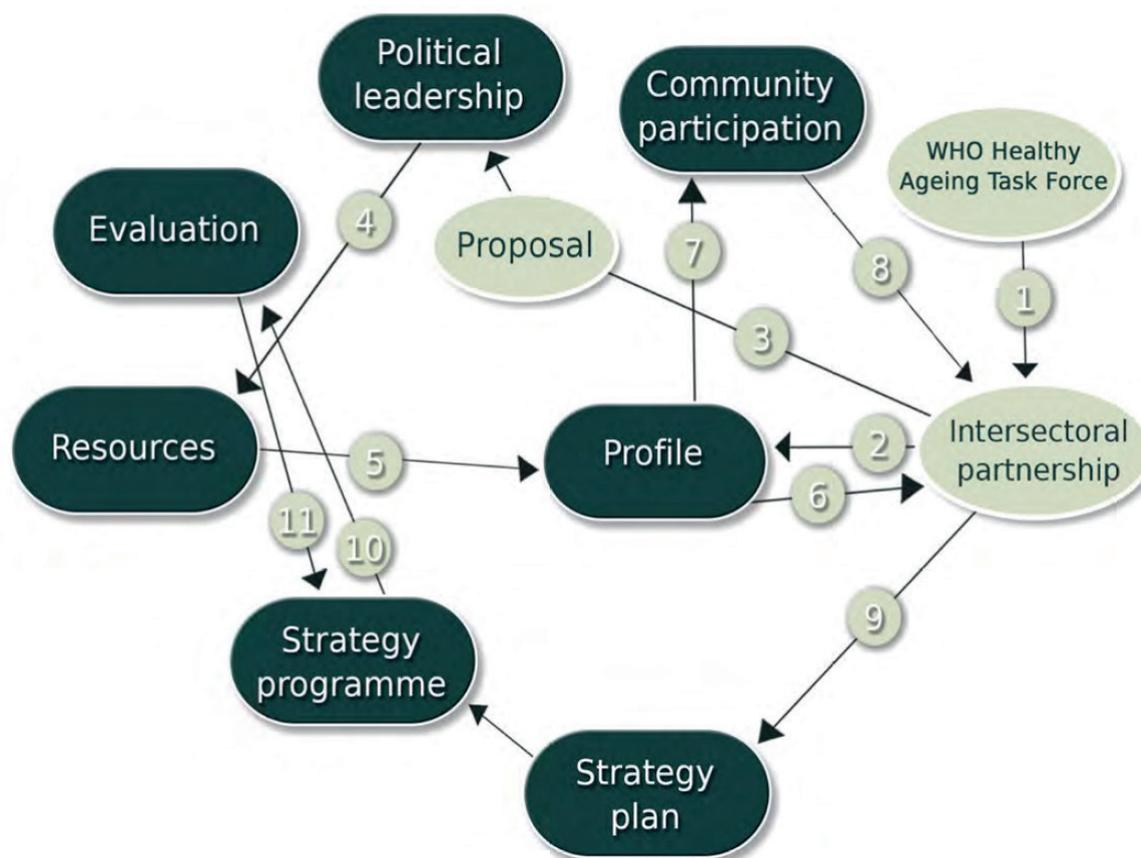 Political
leadership
Community
participation
WHO Healthy
Ageing Task Force
Evaluation
4
Proposal
7
8
1
3
Resources
5
Profile
2
Intersectoral
partnership
6
11
10
9
Strategy
programme
Strategy
plan